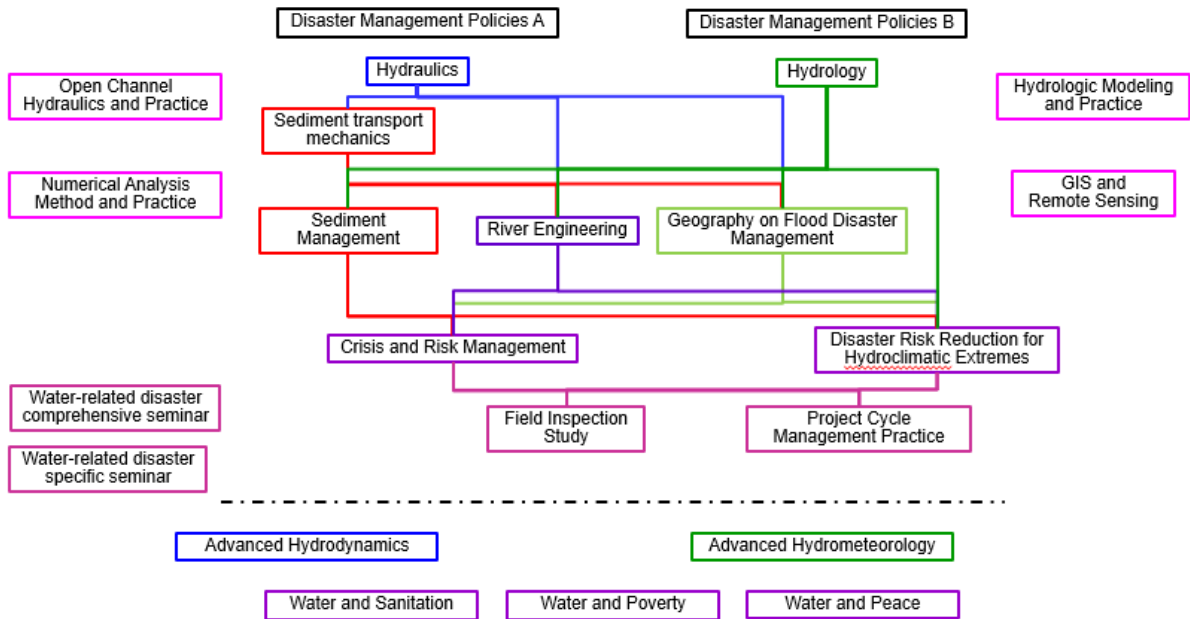 Disaster Management Policies A
Disaster Management Policies B
Hydraulics
Hydrology
Open Channel
Hydraulics and Practice
Hydrologic Modeling
and Practice
Sediment transport
mechanics
Numerical Analysis
Method and Practice
GIS and
Remote Sensing
Sediment
Management
River Engineering
Geography on Flood Disaster
Management
Crisis and Risk Management
Disaster Risk Reduction for
Hydroclimatic Extremes
Water-related disaster
comprehensive seminar
Field Inspection
Study
Project Cycle
Management Practice
Water-related disaster
specific seminar
Advanced Hydrodynamics
Advanced Hydrometeorology
Water and Sanitation
Water and Poverty
Water and Peace